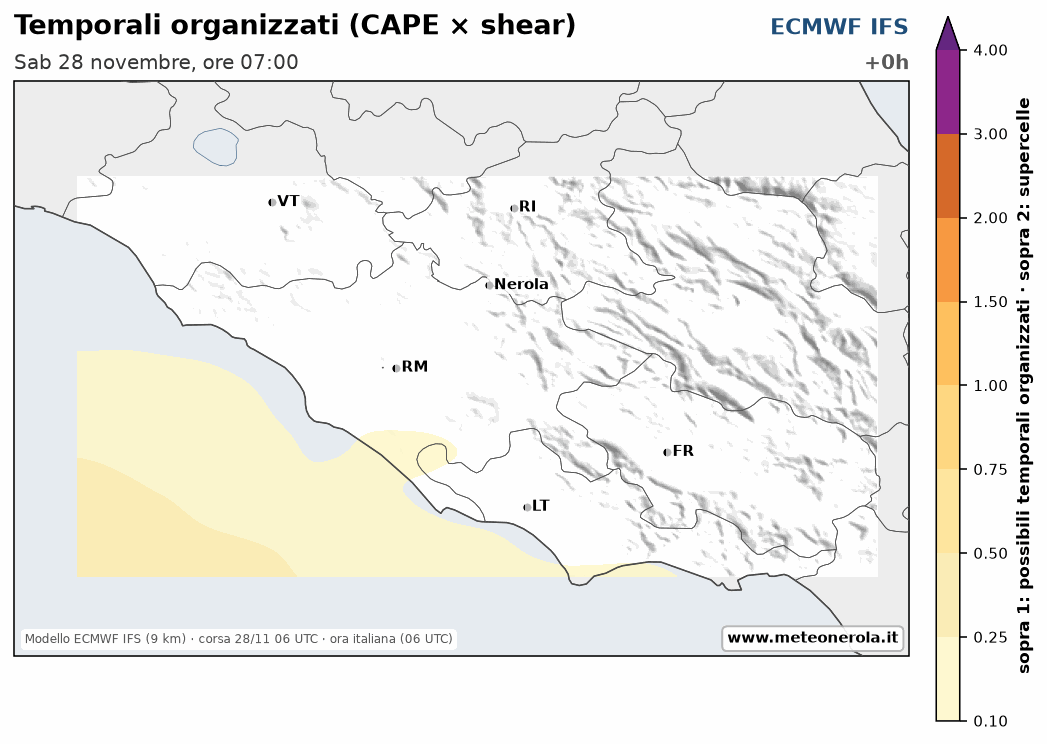 Temporali organizzati (CAPE × shear)
ECMWF IFS
Sab 28 novembre, ore 07:00
+0h
VT
RI
Nerola
RM
FR
LT
Modello ECMWF IFS (9 km) · corsa 28/11 06 UTC · ora italiana (06 UTC)
www.meteonerola.it
4.00
3.00
2.00
1.50
1.00
0.75
0.50
0.25
0.10
sopra 1: possibili temporali organizzati · sopra 2: supercelle